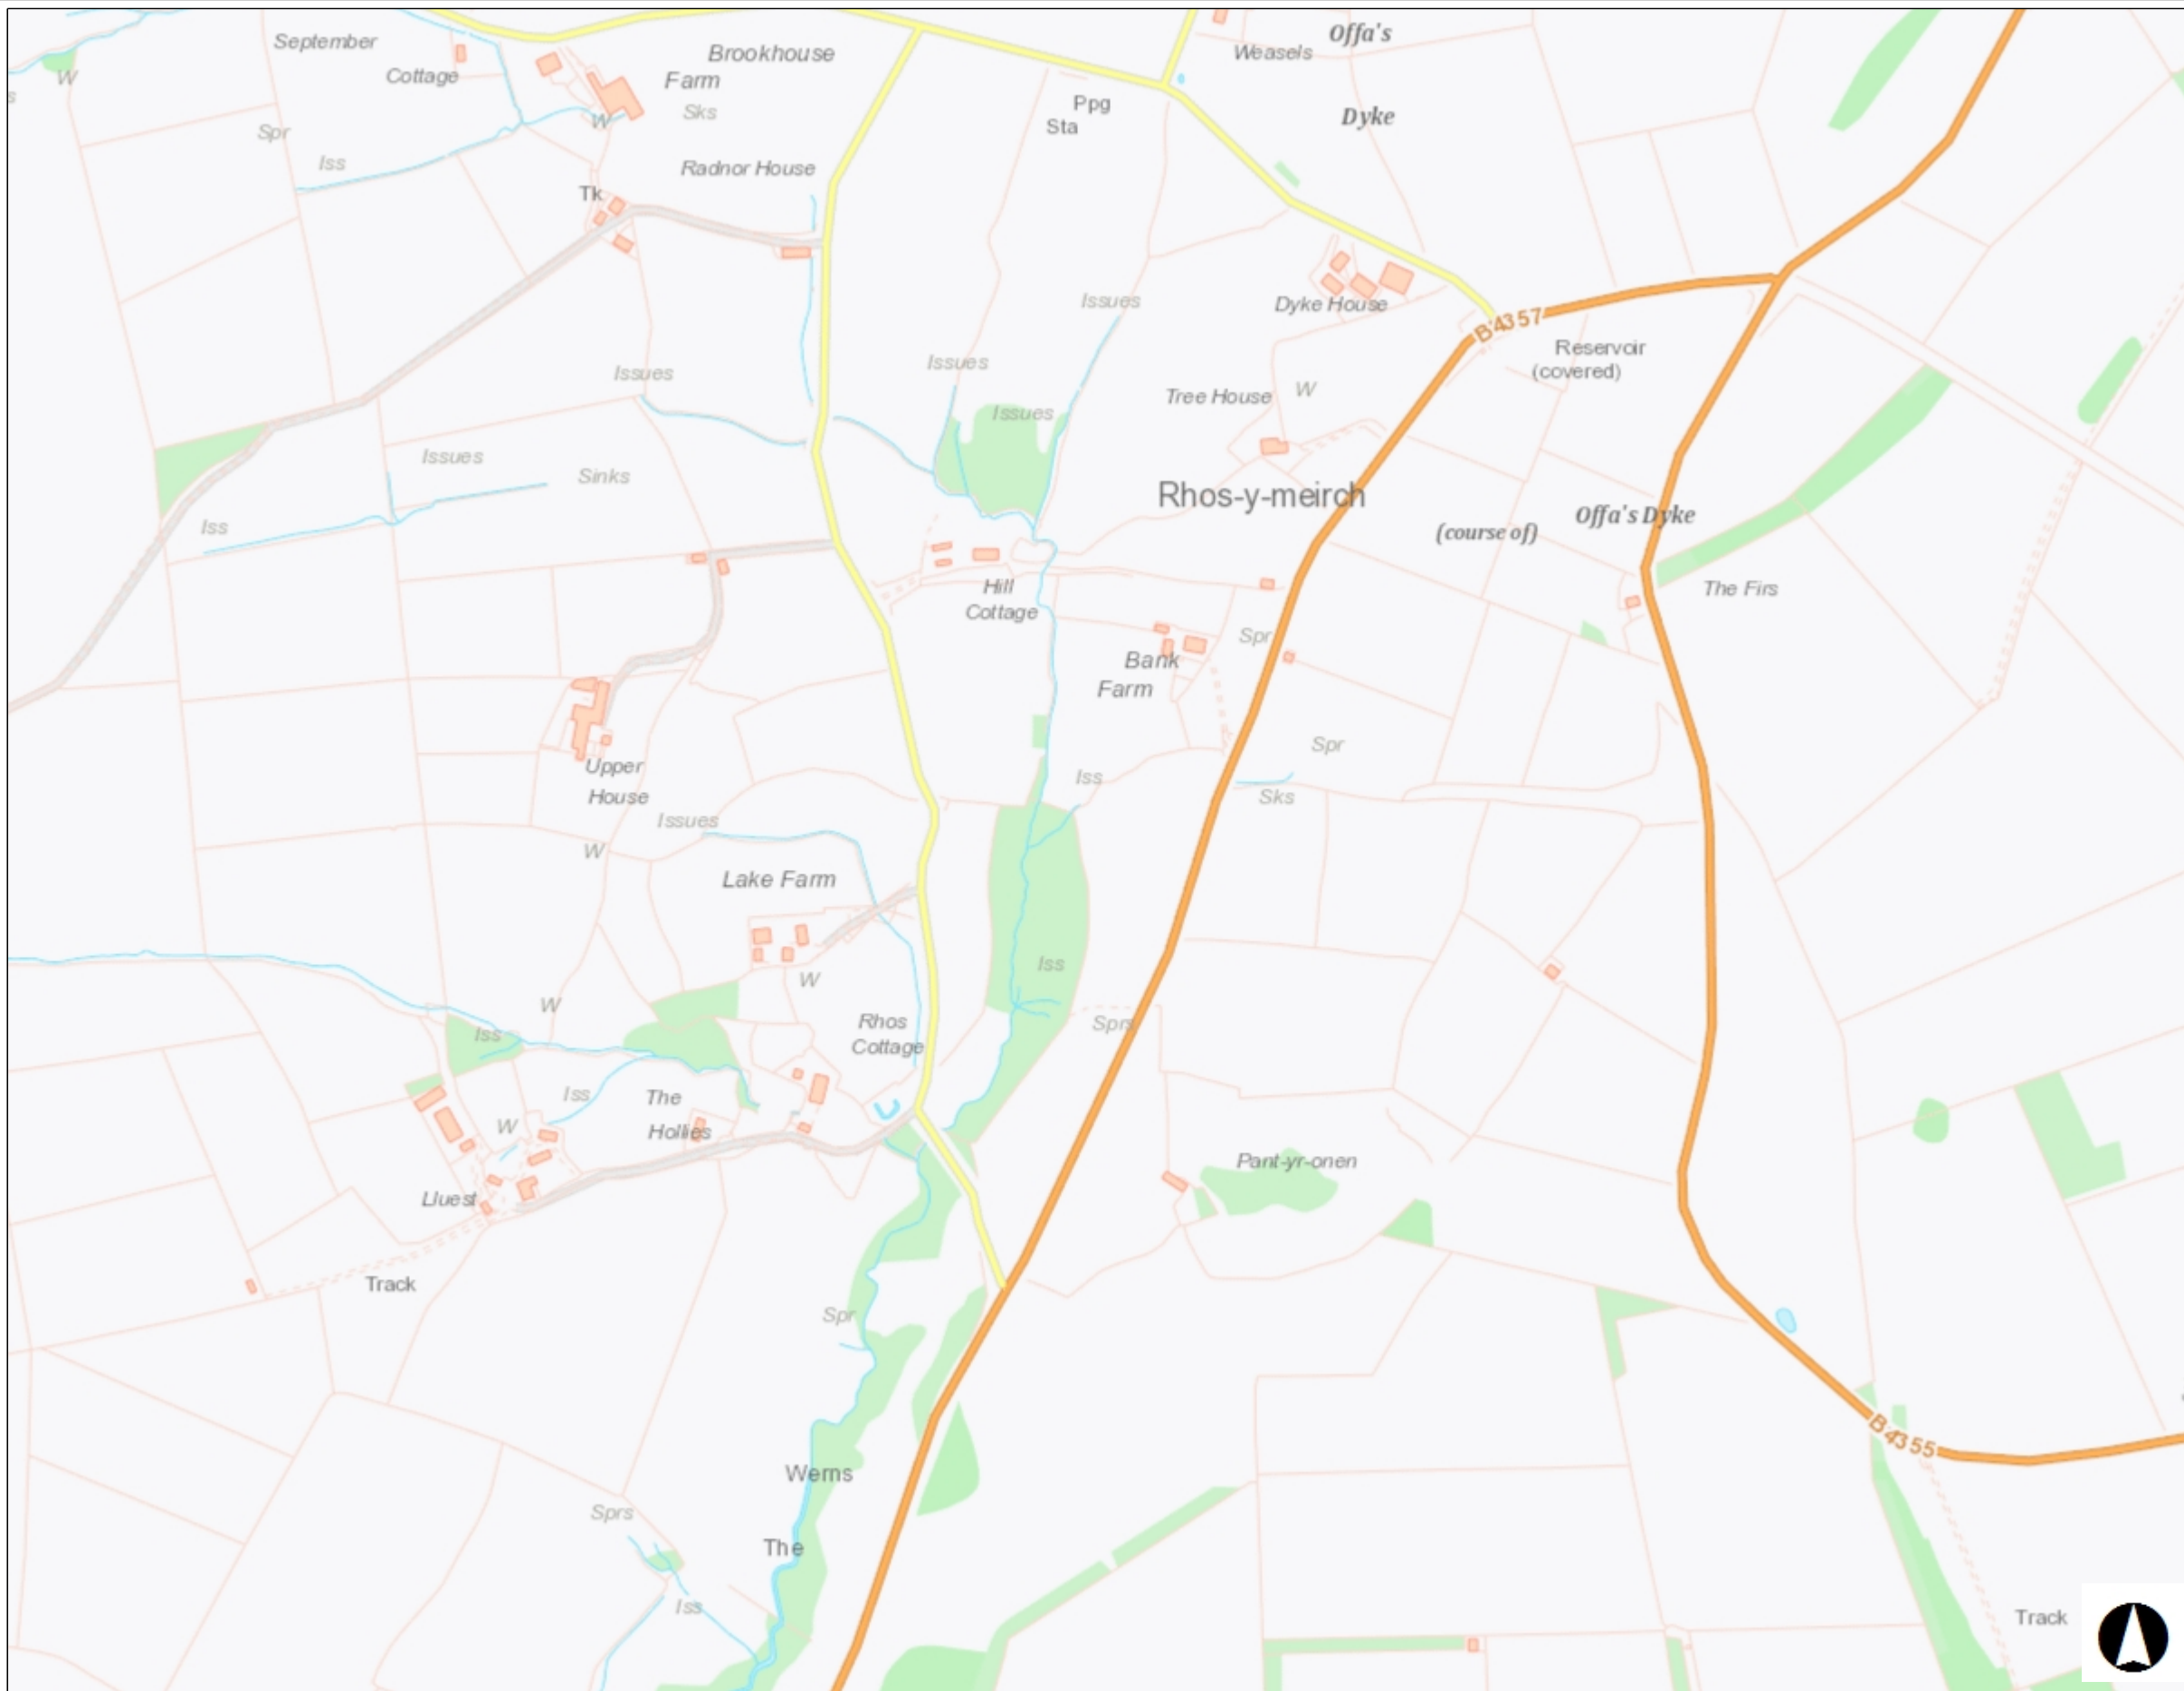 Offa's
September
Weasels
Brookhouse
Cottage
Farm
W
s
Ppg
Sks
Dyke
W
Sta
Spr
Iss
Radnor House
Tk
Issues
Dyke House
B4357
Reservoir
Issues
(covered)
Issues
W
Tree House
Issues
Issues
Sinks
Rhos-y-meirch
Offa's Dyke
Iss
(course of)
Hill
The Firs
Cottage
Spr
Bank
Farm
Spr
Upper
Iss
House
Sks
Issues
W
Lake Farm
Iss
W
W
Rhos
Sprs
Iss
Cottage
Iss
The
W
Hollies
Pant-yr-onen
Lluest
Track
Spr
B4355
Werns
Sprs
The
Iss
Track